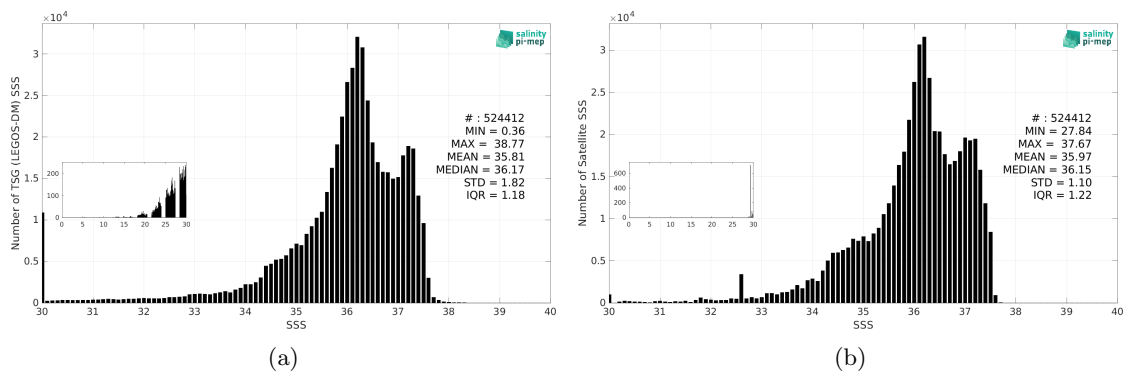 ×10⁴
3
2.5
2
1.5
1
0.5
0
Number of TSG (LEGOS-DM) SSS
salinity
pi-mep
# : 524412
MIN = 0.36
MAX = 38.77
MEAN = 35.81
MEDIAN = 36.17
STD = 1.82
IQR = 1.18
200
100
0
0 5 10 15 20 25 30
30 31 32 33 34 35 36 37 38 39 40
SSS
(a)
×10⁴
3
2.5
2
1.5
1
0.5
0
Number of Satellite SSS
salinity
pi-mep
# : 524412
MIN = 27.84
MAX = 37.67
MEAN = 35.97
MEDIAN = 36.15
STD = 1.10
IQR = 1.22
600
400
200
0
0 5 10 15 20 25 30
30 31 32 33 34 35 36 37 38 39 40
SSS
(b)